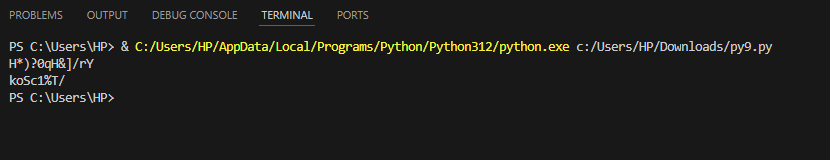 PROBLEMS OUTPUT DEBUG CONSOLE TERMINAL PORTS
PS C:\Users\HP> & C:/Users/HP/AppData/Local/Programs/Python/Python312/python.exe c:/Users/HP/Downloads/py9.py
H*)?0qH&]/rY
koSc1%T/
PS C:\Users\HP>